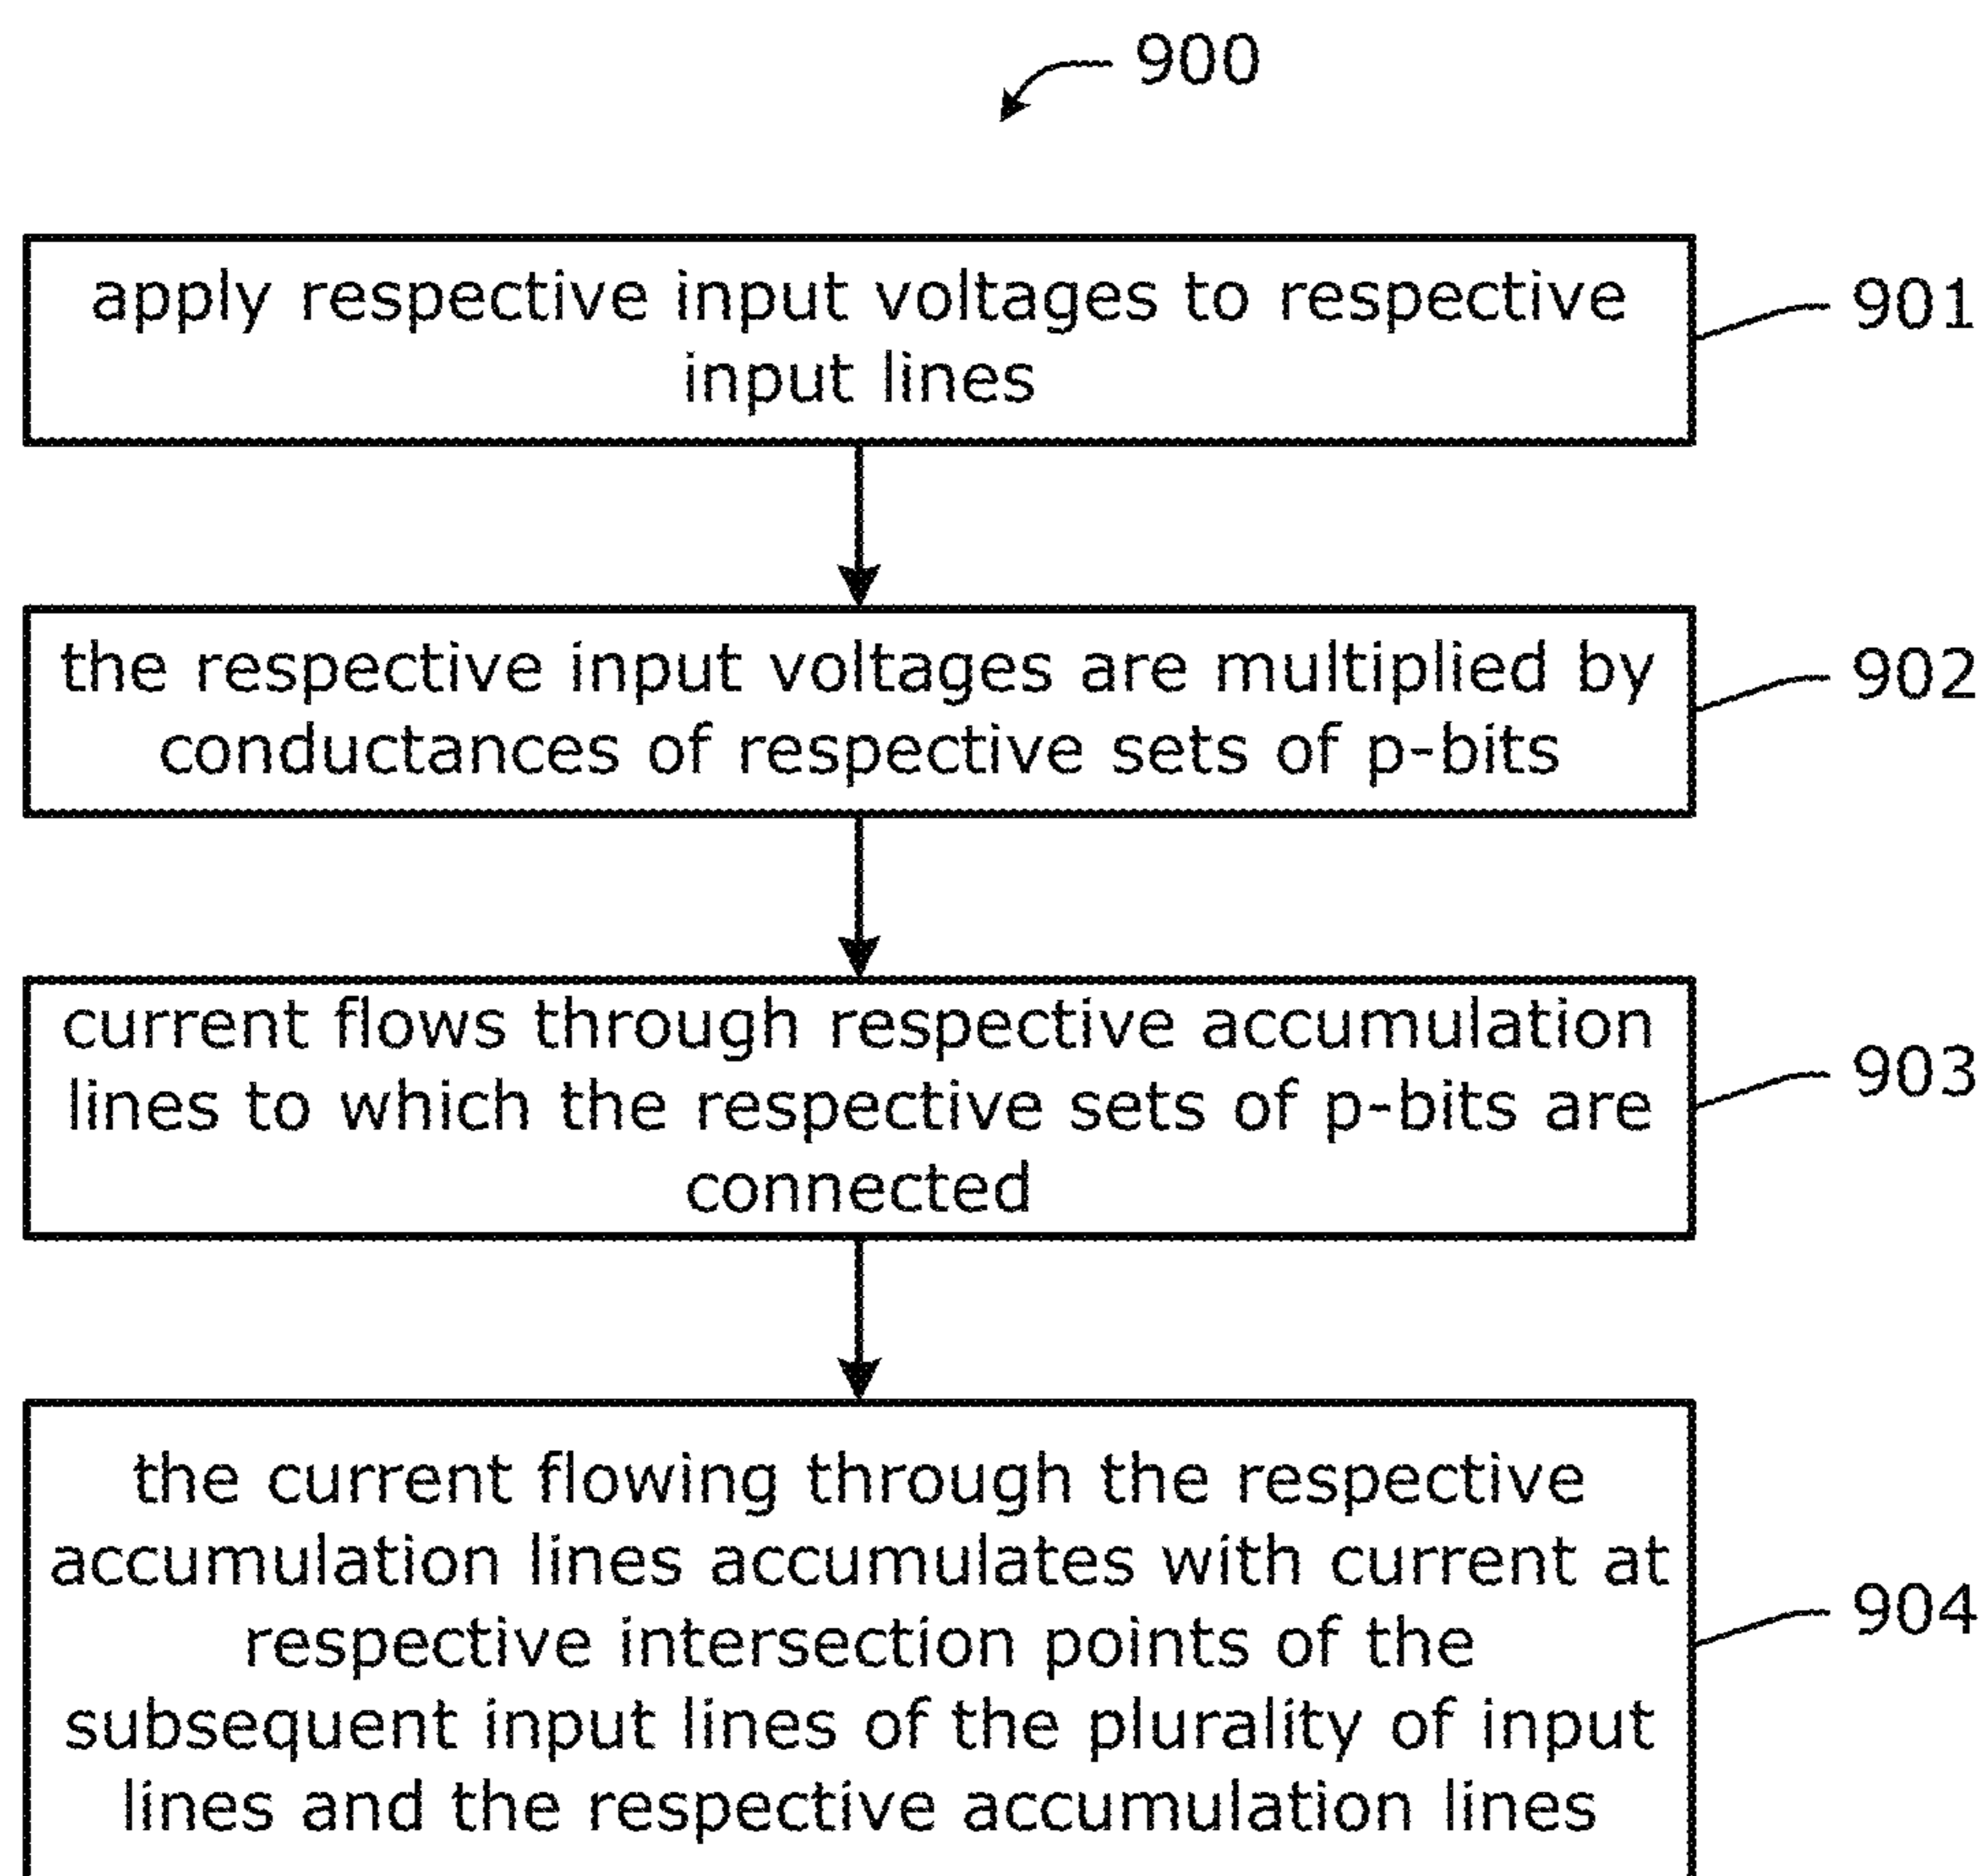 900
apply respective input voltages to respective
input lines
901
the respective input voltages are multiplied by
conductances of respective sets of p-bits
902
current flows through respective accumulation
lines to which the respective sets of p-bits are
connected
903
the current flowing through the respective
accumulation lines accumulates with current at
respective intersection points of the
subsequent input lines of the plurality of input
lines and the respective accumulation lines
904